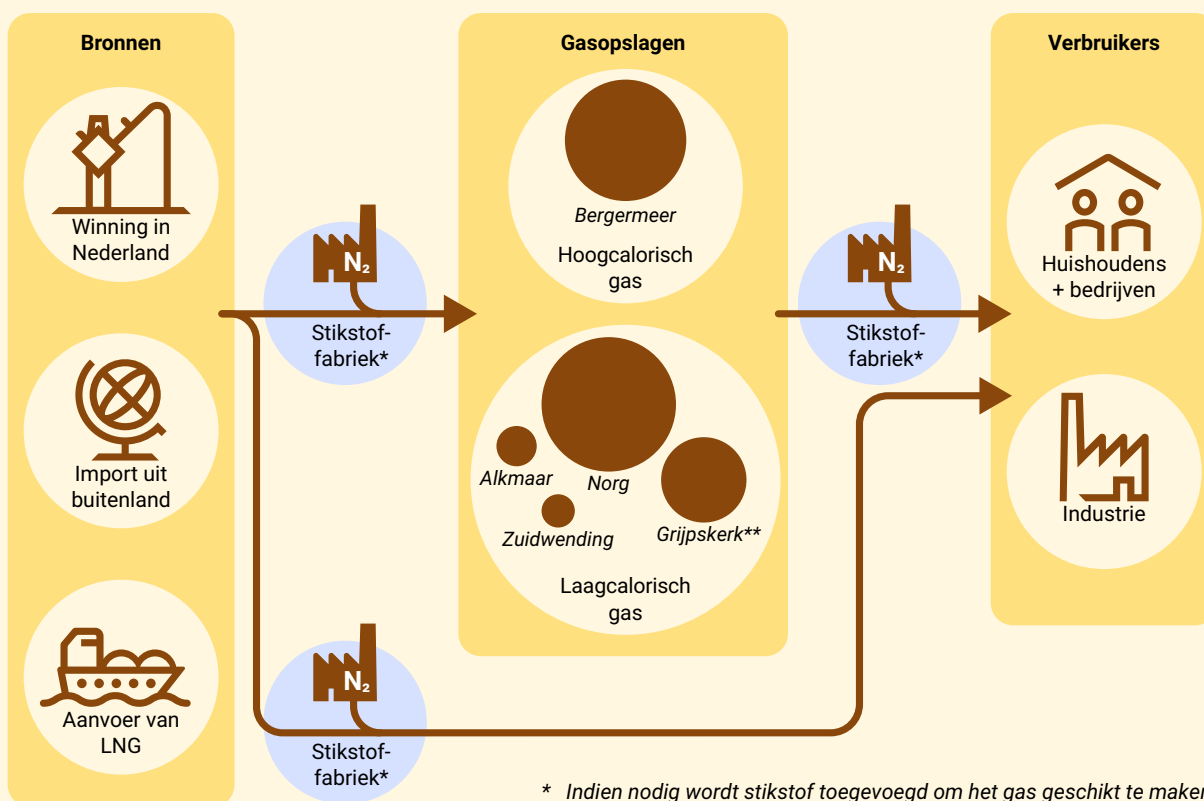 Bronnen
Winning in
Nederland
Import uit
buitenland
Aanvoer van
LNG
N₂
Stikstof-
fabriek*
N₂
Stikstof-
fabriek*
Gasopslagen
Bergermeer
Hoogcalorisch
gas
Alkmaar
Norg
Zuidwending
Grijpskerk**
Laagcalorisch
gas
N₂
Stikstof-
fabriek*
Verbruikers
Huishoudens
+ bedrijven
Industrie
* Indien nodig wordt stikstof toegevoegd om het gas geschikt te maken